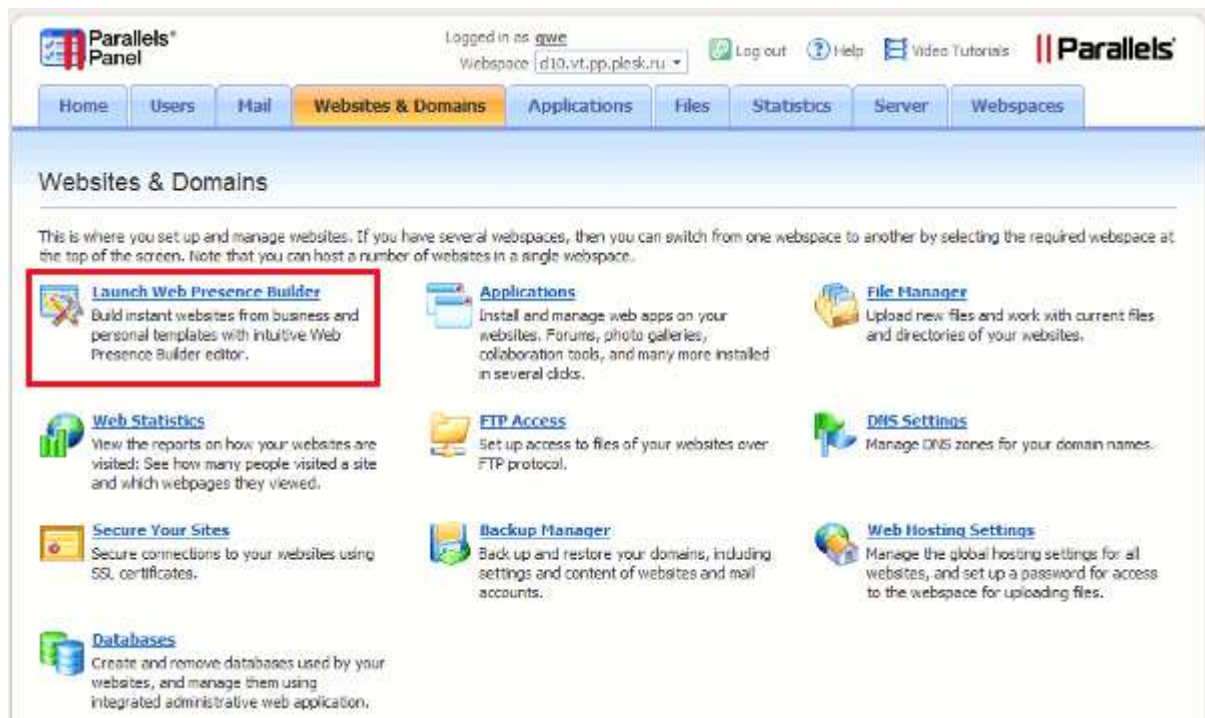 Parallels®
Panel
Logged in as qwe
Webspace d10.vt.pp.plesk.ru
Log out
Help
Video Tutorials
Parallels®
Home
Users
Mail
Websites & Domains
Applications
Files
Statistics
Server
Webspaces
Websites & Domains
This is where you set up and manage websites. If you have several webspaces, then you can switch from one webspace to another by selecting the required webspace at
the top of the screen. Note that you can host a number of websites in a single webspace.
Launch Web Presence Builder
Build instant websites from business and
personal templates with intuitive Web
Presence Builder editor.
Applications
Install and manage web apps on your
websites. Forums, photo galleries,
collaboration tools, and many more installed
in several clicks.
File Manager
Upload new files and work with current files
and directories of your websites.
Web Statistics
View the reports on how your websites are
visited: See how many people visited a site
and which webpages they viewed.
FTP Access
Set up access to files of your websites over
FTP protocol.
DNS Settings
Manage DNS zones for your domain names.
Secure Your Sites
Secure connections to your websites using
SSL certificates.
Backup Manager
Back up and restore your domains, including
settings and content of websites and mail
accounts.
Web Hosting Settings
Manage the global hosting settings for all
websites, and set up a password for access
to the webspace for uploading files.
Databases
Create and remove databases used by your
websites, and manage them using
integrated administrative web application.